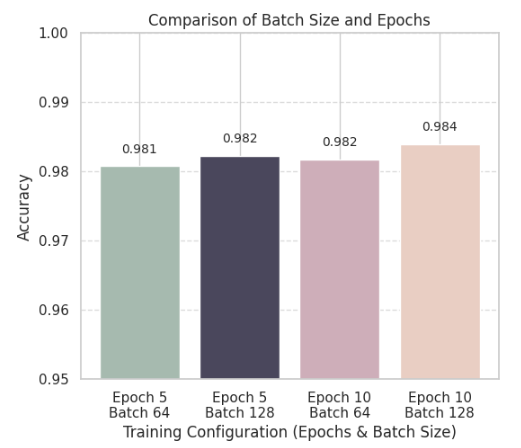 Comparison of Batch Size and Epochs
1.00
0.99
0.98
0.97
0.96
0.95
Accuracy
0.981
0.982
0.982
0.984
Epoch 5
Batch 64
Epoch 5
Batch 128
Epoch 10
Batch 64
Epoch 10
Batch 128
Training Configuration (Epochs & Batch Size)